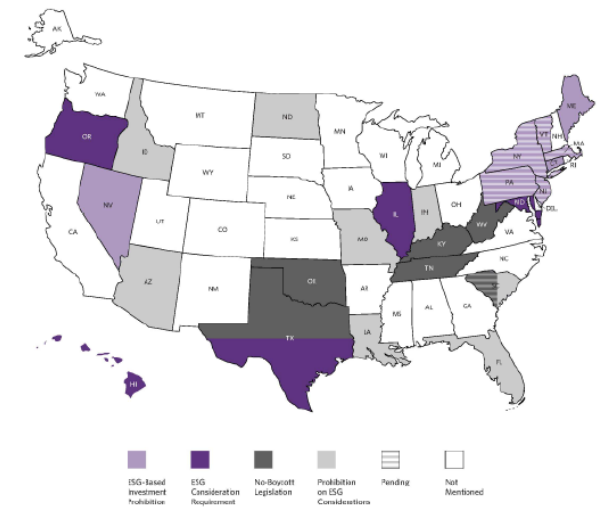 AK
WA
MT
ND
MN
ME
VT
NH
OR
ID
SD
WI
MI
NY
MA
RI
WY
IA
PA
NJ
NV
NE
IL
IN
OH
MD
DEL
UT
CO
KS
MO
KY
WV
VA
CA
TN
NC
AZ
NM
OK
AR
SC
MS
AL
GA
TX
LA
FL
HI
ESG-Based
Investment
Prohibition
ESG
Consideration
Requirement
No-Boycott
Legislation
Prohibition
on ESG
Considerations
Pending
Not
Mentioned